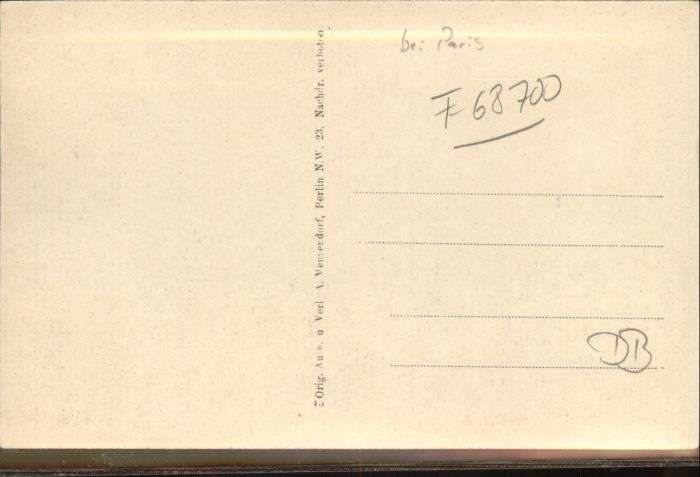 bei Paris
F 68700
Orig. Aufn. u. Verl. A. Wennerdorf, Berlin N.W. 23. Nachdr. verboten.
DB